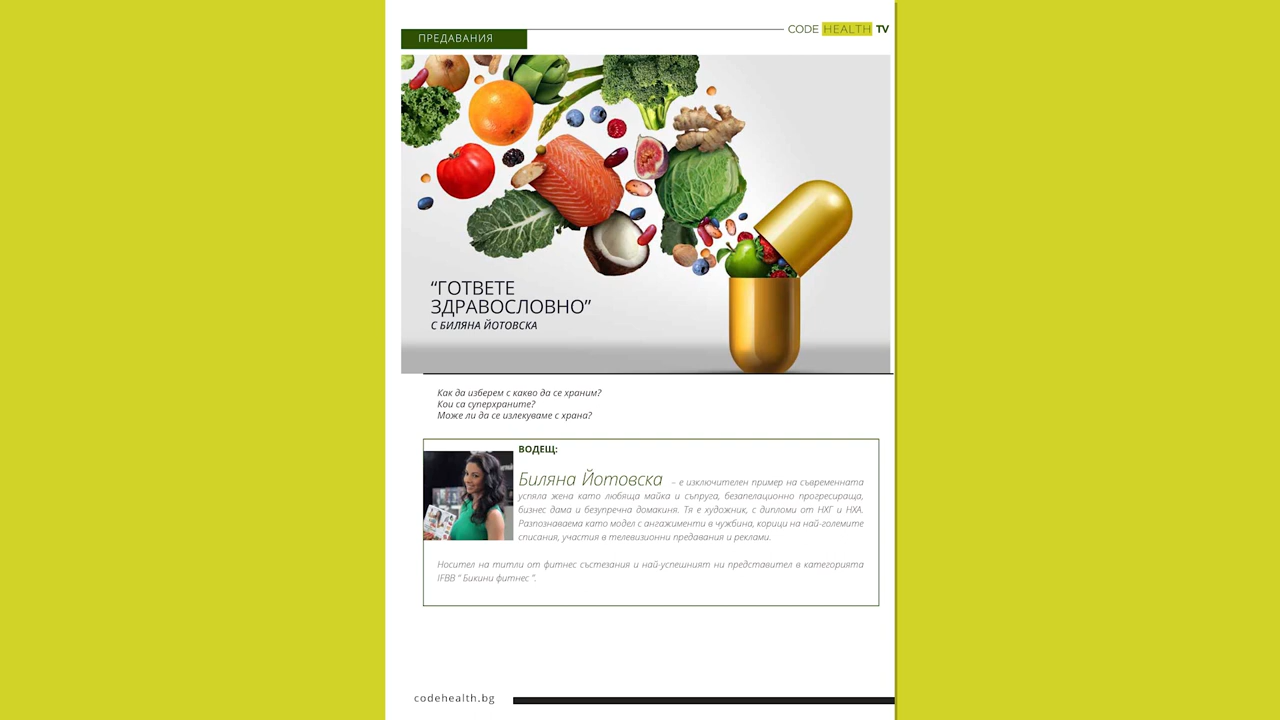 ПРЕДАВАНИЯ
CODE HEALTH TV
“ГОТВЕТЕ
ЗДРАВОСЛОВНО”
С БИЛЯНА ЙОТОВСКА
Как да изберем с какво да се храним?
Кои са суперхраните?
Може ли да се излекуваме с храна?
ВОДЕЩ:
Биляна Йотовска – е изключителен пример на съвременната
успяла жена като любяща майка и съпруга, безапелационно прогресираща,
бизнес дама и безупречна домакиня. Тя е художник, с дипломи от НХГ и НХА.
Разпознаваема като модел с ангажименти в чужбина, корици на най-големите
списания, участия в телевизионни предавания и реклами.
Носител на титли от фитнес състезания и най-успешният ни представител в категорията
IFBB “ Бикини фитнес ”.
codehealth.bg